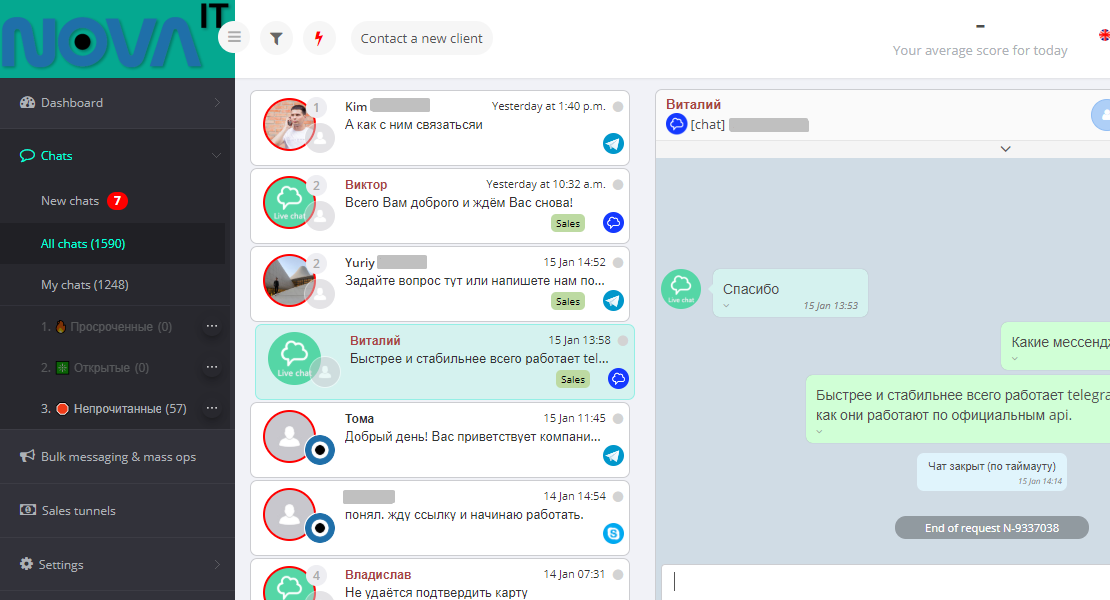 NOVA IT
Contact a new client
-
Your average score for today
Dashboard
Chats
New chats 7
All chats (1590)
My chats (1248)
1. Просроченные (0)
2. Открытые (0)
3. Непрочитанные (57)
Bulk messaging & mass ops
Sales tunnels
Settings
1
Kim
Yesterday at 1:40 p.m.
А как с ним связатьсяи
Live chat
2
Виктор
Yesterday at 10:32 a.m.
Всего Вам доброго и ждём Вас снова!
Sales
2
Yuriy
15 Jan 14:52
Задайте вопрос тут или напишете нам по...
Sales
Live chat
Виталий
15 Jan 13:58
Быстрее и стабильнее всего работает tel...
Sales
Тома
15 Jan 11:45
Добрый день! Вас приветствует компани...
14 Jan 14:54
понял. жду ссылку и начинаю работать.
4
Владислав
14 Jan 07:31
Не удаётся подтвердить карту
Виталий
[chat]
Live chat
Спасибо
15 Jan 13:53
Какие мессендж
Быстрее и стабильнее всего работает telegra
как они работают по официальным api.
Чат закрыт (по таймауту)
15 Jan 14:14
End of request N-9337038